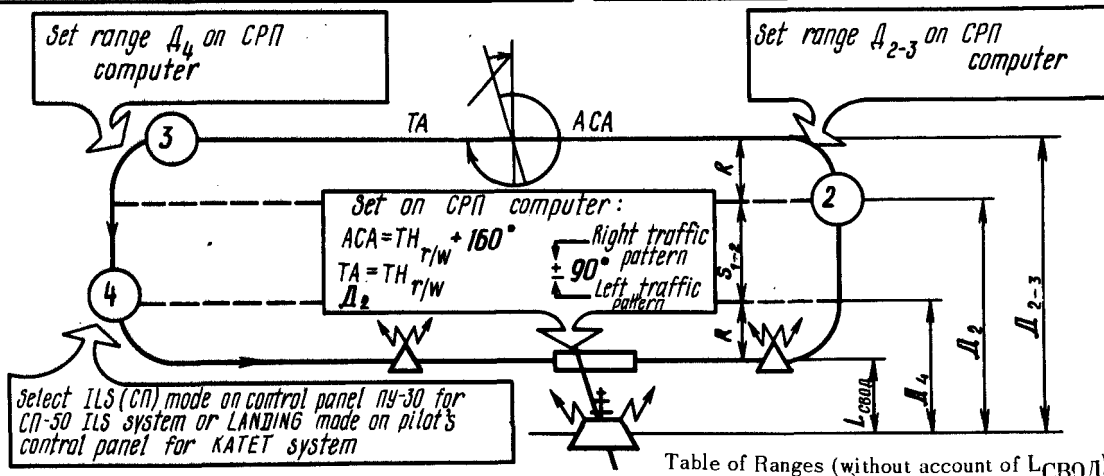 Set range Д4 on СРП
computer
Set range Д2-3 on СРП
computer
3
TA
ACA
2
R
Set on СРП computer:
ACA=TH r/w + 160°
TA=TH r/w ± 90°
Right traffic
pattern
Left traffic
pattern
Д2
S1-2
4
R
Lсвод
Д4
Д2
Д2-3
Select ILS (СП) mode on control panel ПУ-30 for
СП-50 ILS system or LANDING made on pilot's
control panel for KATET system
Table of Ranges (without account of LСВОД)